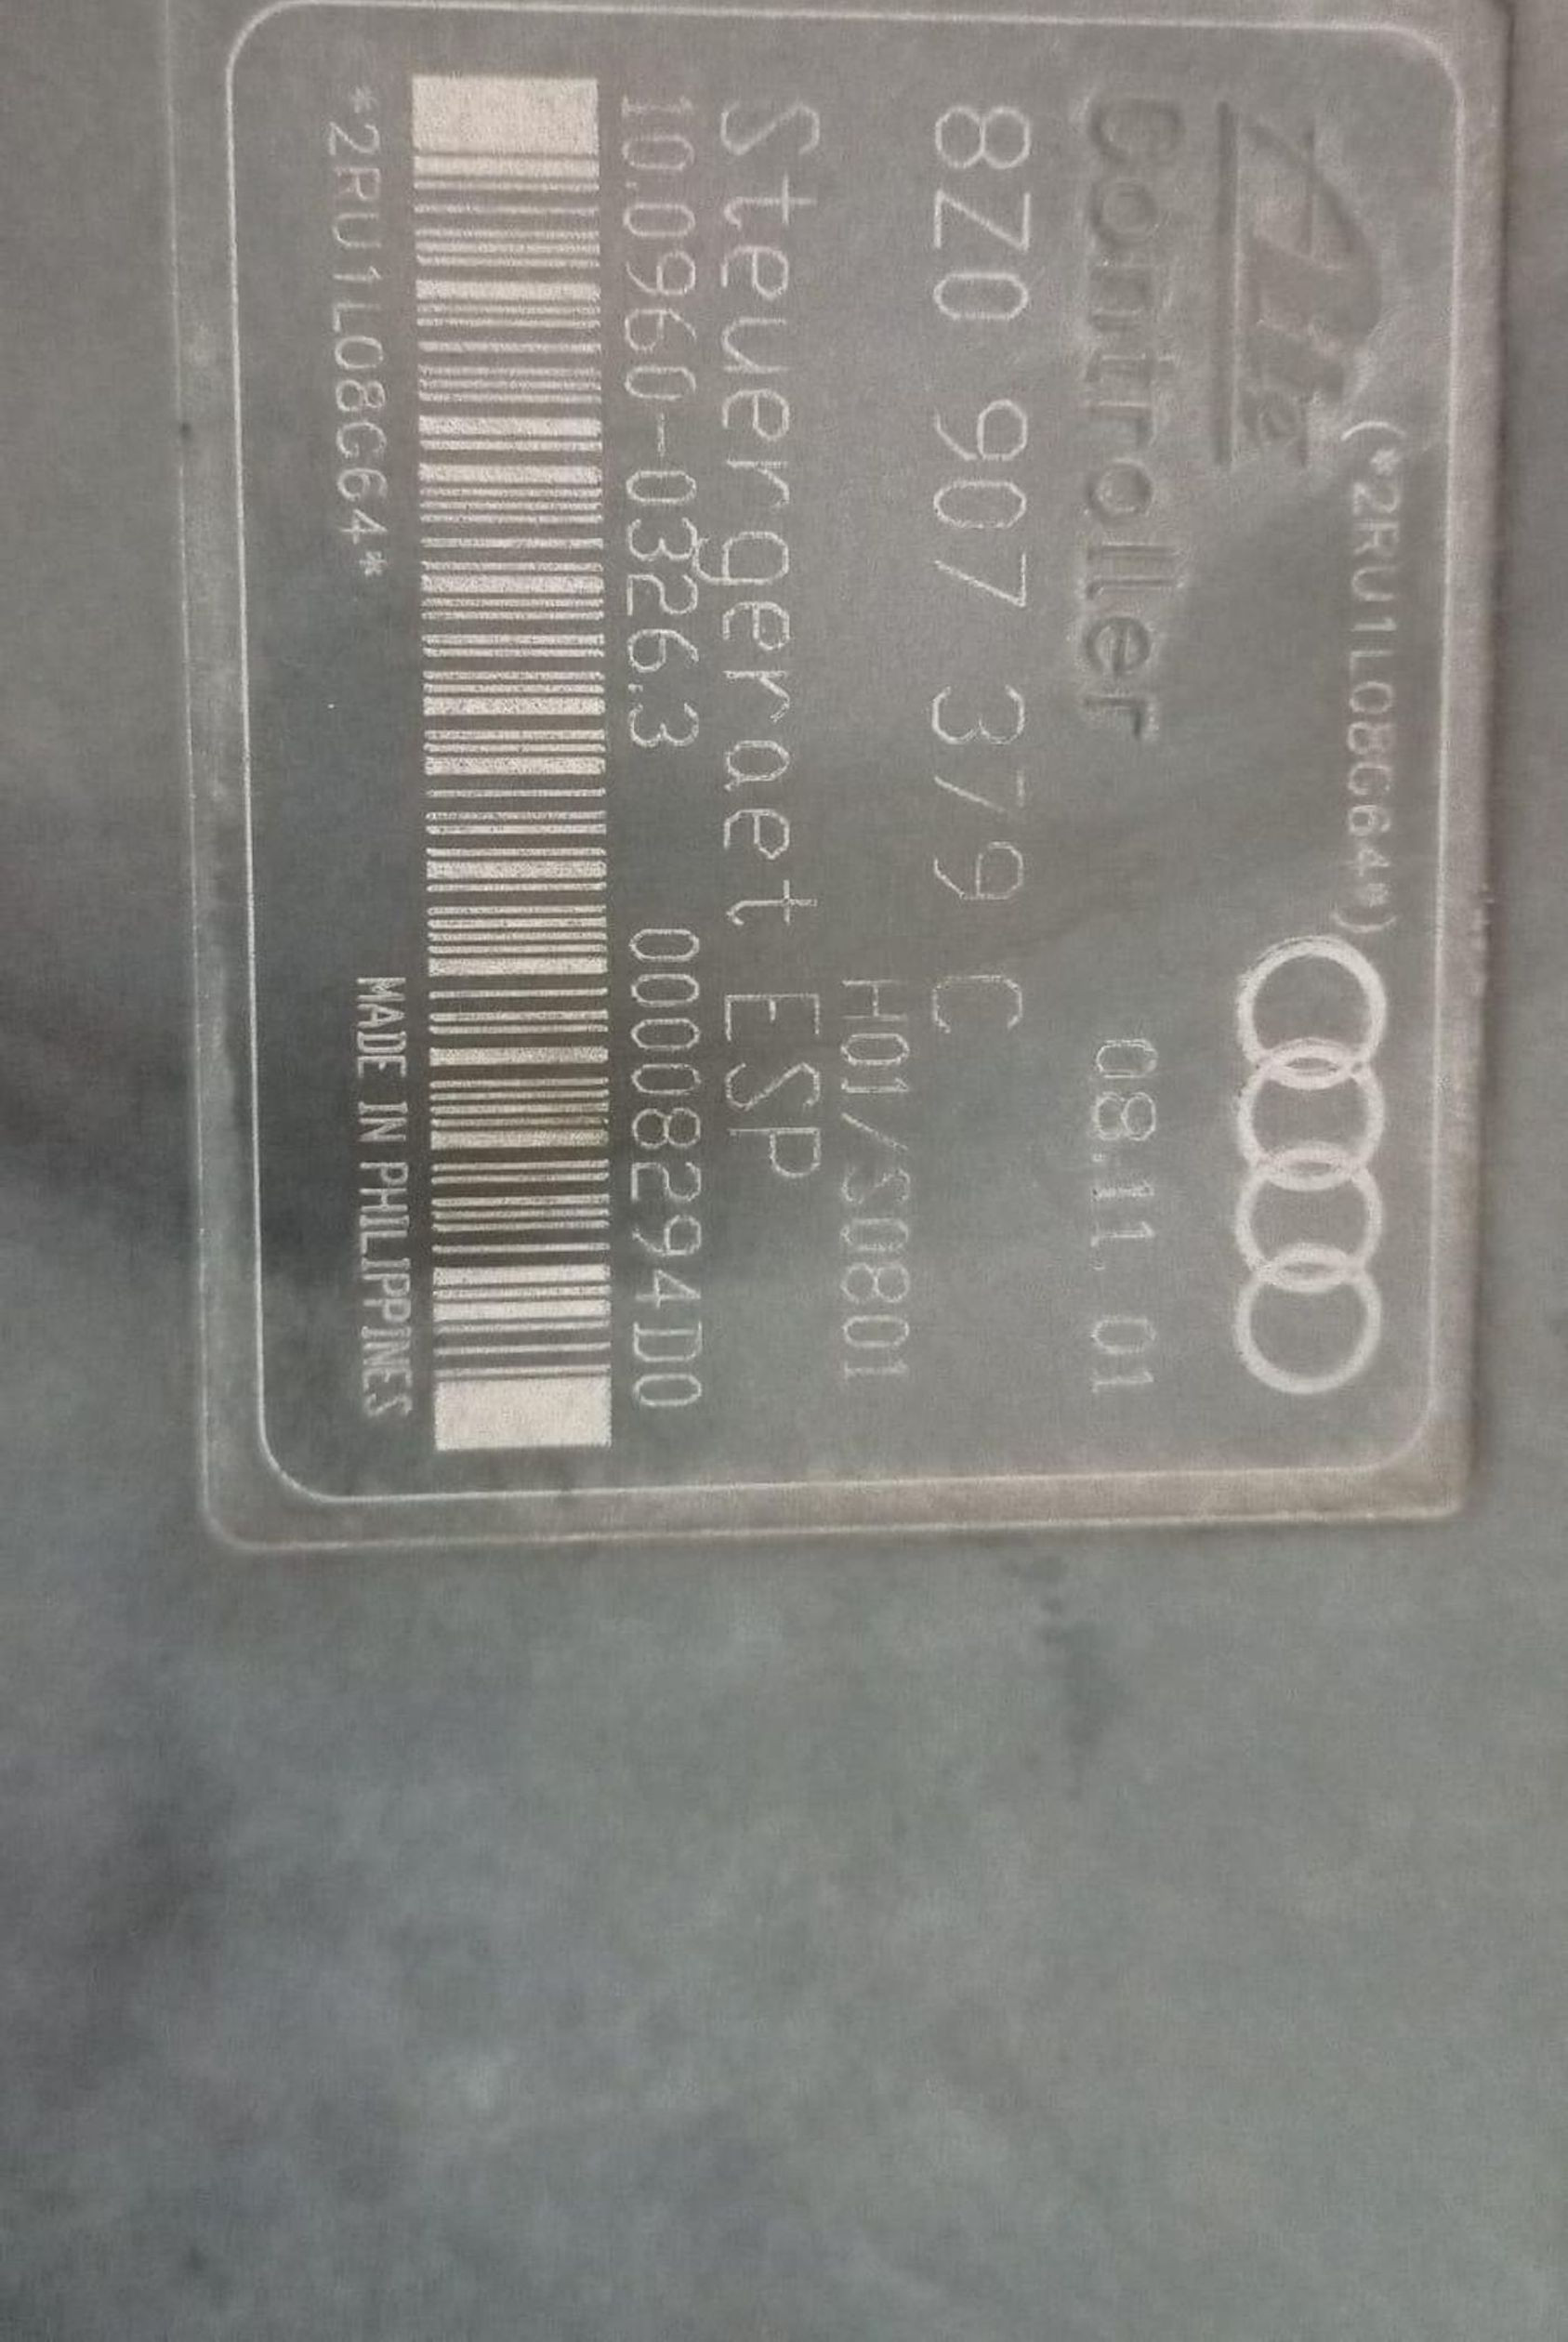 (*2RU1L08G64*)
Ate
Controller 08.11.01
8Z0 907 379 C
H01/S0801
Steuergeraet ESP
10.0960-0326.3 00008294D0
*2RU1L08G64*
MADE IN PHILIPPINES